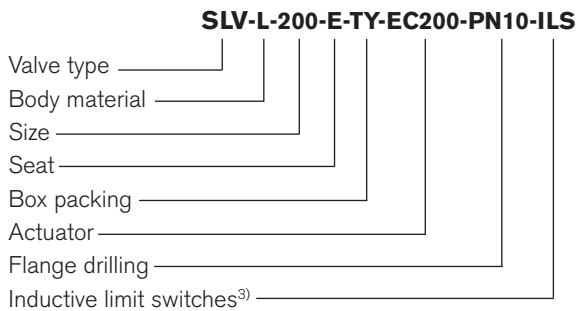 SLV-L-200-E-TY-EC200-PN10-ILS
Valve type
Body material
Size
Seat
Box packing
Actuator
Flange drilling
Inductive limit switches3)